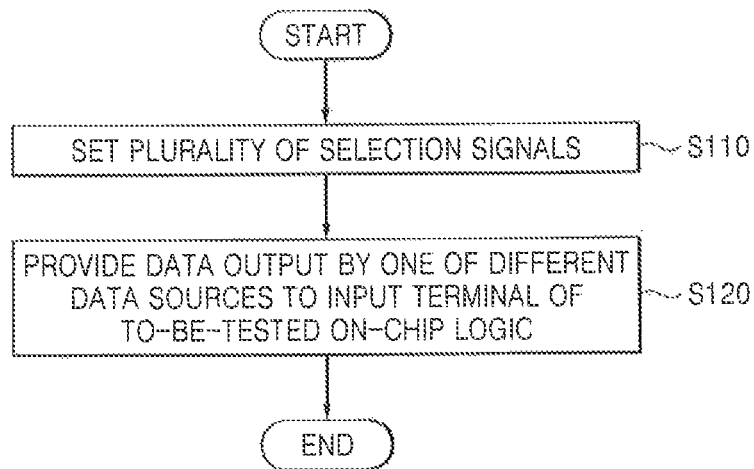 START
SET PLURALITY OF SELECTION SIGNALS
S110
PROVIDE DATA OUTPUT BY ONE OF DIFFERENT
DATA SOURCES TO INPUT TERMINAL OF
TO-BE-TESTED ON-CHIP LOGIC
S120
END